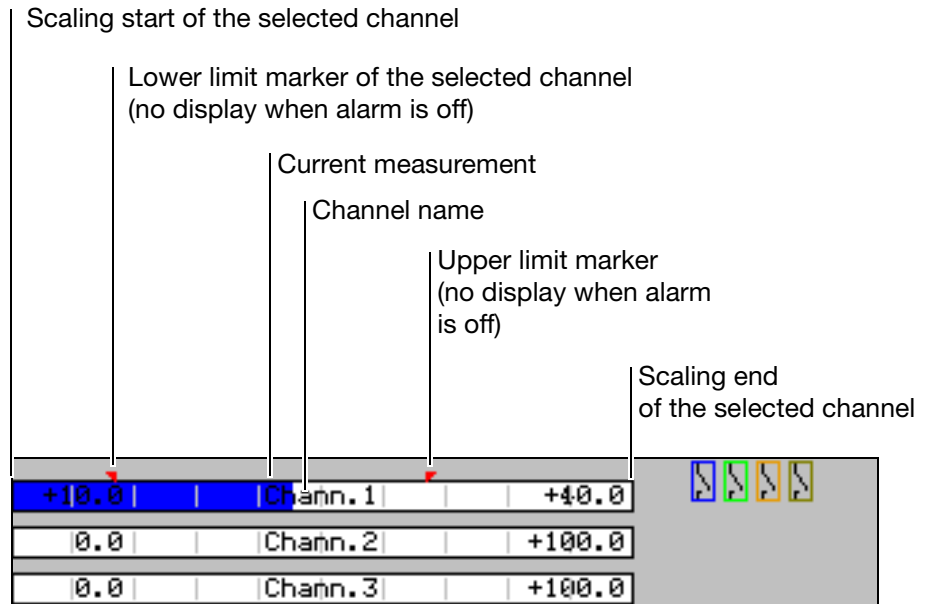 Scaling start of the selected channel
Lower limit marker of the selected channel
(no display when alarm is off)
Current measurement
Channel name
Upper limit marker
(no display when alarm
is off)
Scaling end
of the selected channel
+10.0 Chann.1 +40.0
0.0 Chann.2 +100.0
0.0 Chann.3 +100.0